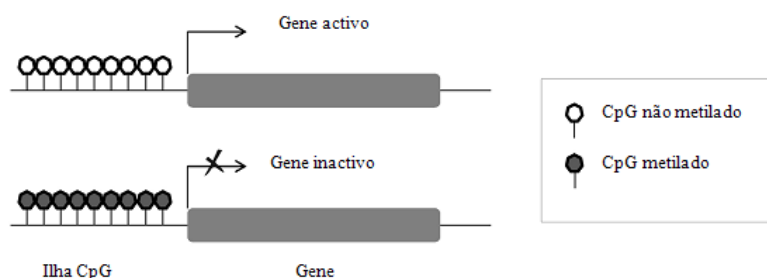 Gene activo
CpG não metilado
CpG metilado
Gene inactivo
Ilha CpG
Gene